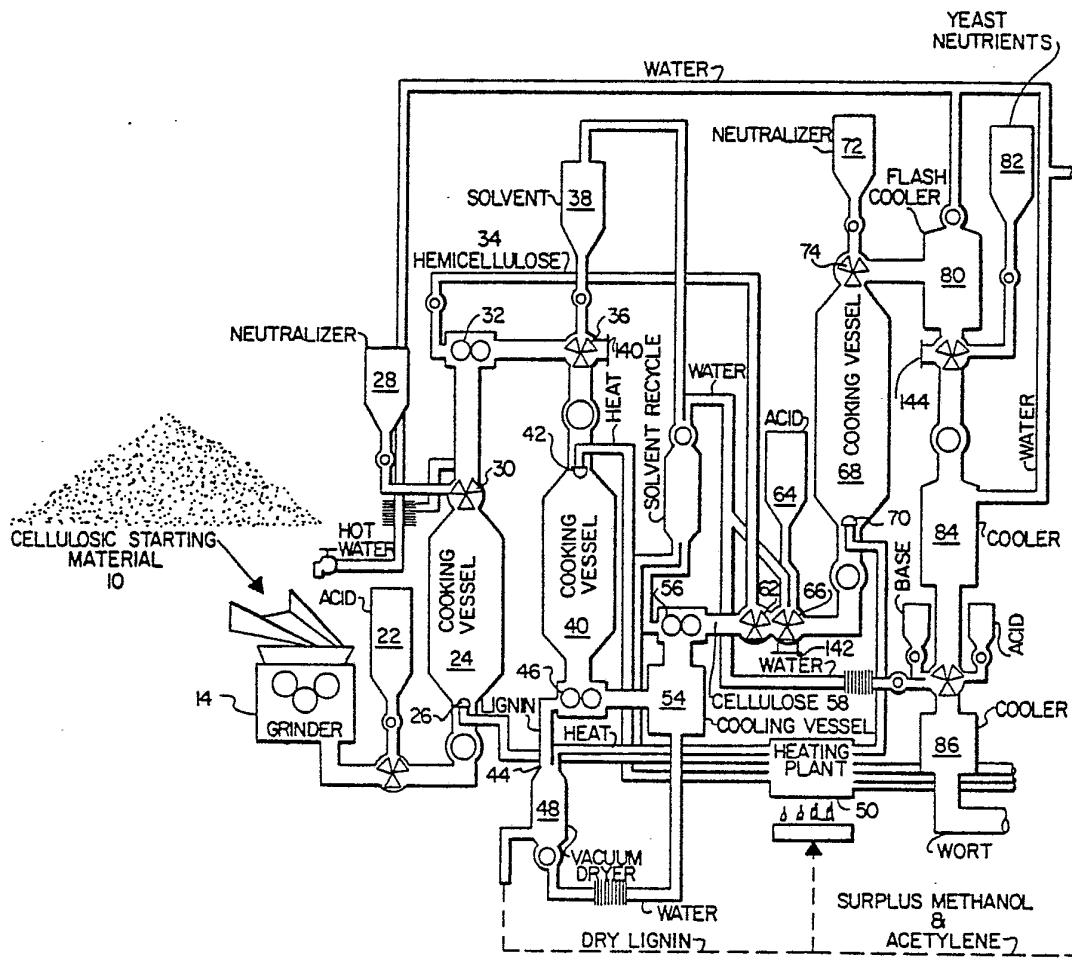 YEAST
NEUTRIENTS
WATER
NEUTRALIZER
72
82
FLASH
COOLER
SOLVENT
38
34
HEMICELLULOSE
74
80
32
36
140
NEUTRALIZER
28
HEAT
SOLVENT RECYCLE
WATER
144
ACID
COOKING VESSEL
68
WATER
42
30
64
70
CELLULOSIC STARTING
MATERIAL
10
HOT
WATER
COOKING
VESSEL
40
84
COOLER
BASE
ACID
22
COOKING
VESSEL
24
56
63
66
ACID
142
WATER
46
14
GRINDER
26
LIGNIN
54
CELLULOSE 58
COOLING VESSEL
COOLER
HEAT
HEATING
PLANT
86
44
48
50
VACUUM
DRYER
WORT
WATER
SURPLUS METHANOL
&
ACETYLENE
DRY LIGNIN